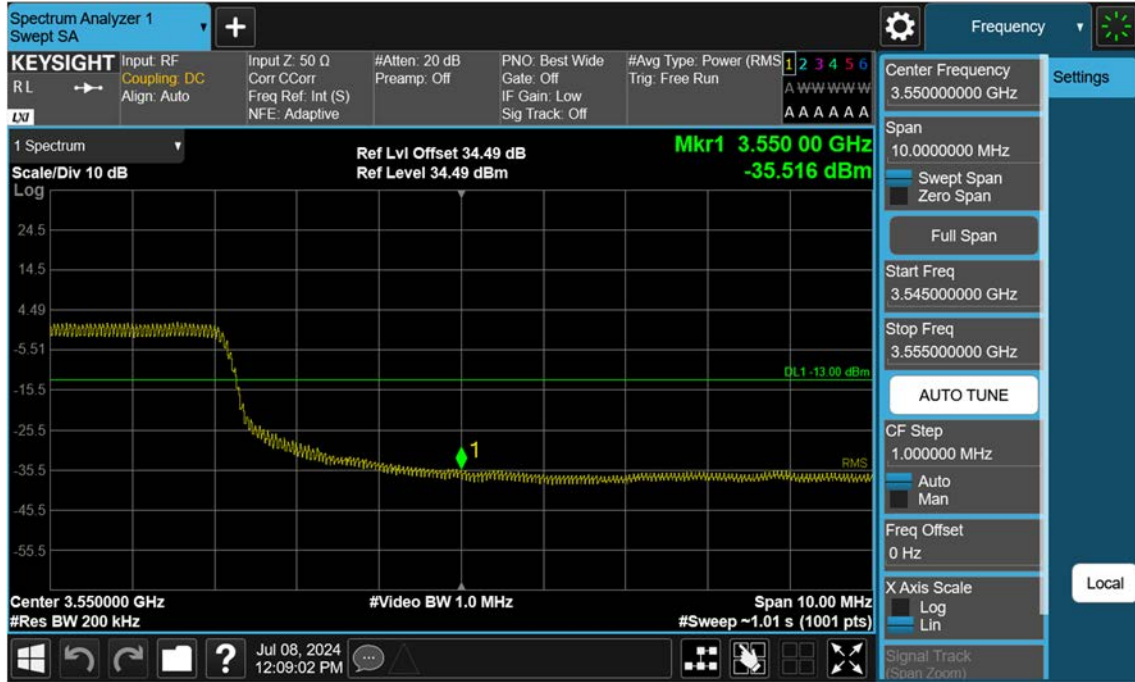 Spectrum Analyzer 1
Swept SA
Frequency
KEYSIGHT
R L
LXI
Input: RF
Coupling: DC
Align: Auto
Input Z: 50 Ω
Corr CCorr
Freq Ref: Int (S)
NFE: Adaptive
#Atten: 20 dB
Preamp: Off
PNO: Best Wide
Gate: Off
IF Gain: Low
Sig Track: Off
#Avg Type: Power (RMS
Trig: Free Run
1 2 3 4 5 6
A W W W W W
A A A A A A
1 Spectrum
Scale/Div 10 dB
Log
Ref Lvl Offset 34.49 dB
Ref Level 34.49 dBm
Mkr1 3.550 00 GHz
-35.516 dBm
24.5
14.5
4.49
-5.51
DL1 -13.00 dBm
-15.5
-25.5
1
RMS
-35.5
-45.5
-55.5
Center 3.550000 GHz
#Video BW 1.0 MHz
Span 10.00 MHz
#Res BW 200 kHz
#Sweep ~1.01 s (1001 pts)
?
Jul 08, 2024
12:09:02 PM
Center Frequency
3.550000000 GHz
Span
10.0000000 MHz
Swept Span
Zero Span
Full Span
Start Freq
3.545000000 GHz
Stop Freq
3.555000000 GHz
AUTO TUNE
CF Step
1.000000 MHz
Auto
Man
Freq Offset
0 Hz
X Axis Scale
Log
Lin
Signal Track
(Span Zoom)
Settings
Local